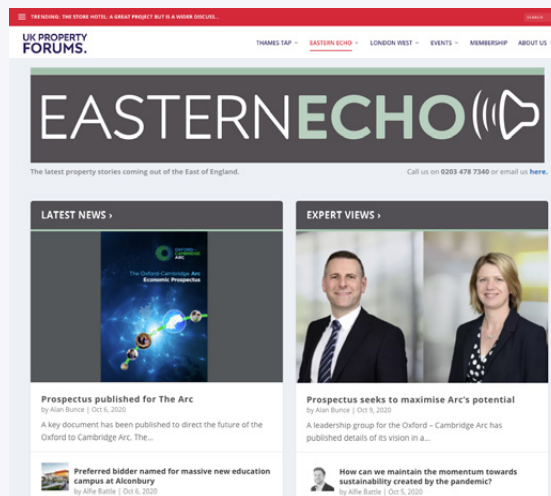 TRENDING: THE STORE HOTEL: A GREAT PROJECT BUT IS A WIDER DISCUSS...
SEARCH
UK PROPERTY
FORUMS.
THAMES TAP
EASTERN ECHO
LONDON WEST
EVENTS
MEMBERSHIP
ABOUT US
EASTERNECHO
The latest property stories coming out of the East of England.
Call us on 0203 478 7340 or email us here.
LATEST NEWS ›
OXFORD-
CAMBRIDGE
ARC
The Oxford-Cambridge Arc
Economic Prospectus
Prospectus published for The Arc
by Alan Bunce | Oct 6, 2020
A key document has been published to direct the future of the
Oxford to Cambridge Arc. The...
Preferred bidder named for massive new education
campus at Alconbury
by Alfie Battle | Oct 6, 2020
EXPERT VIEWS ›
Prospectus seeks to maximise Arc's potential
by Alan Bunce | Oct 9, 2020
A leadership group for the Oxford – Cambridge Arc has
published details of its vision in a...
How can we maintain the momentum towards
sustainability created by the pandemic?
by Alfie Battle | Oct 5, 2020